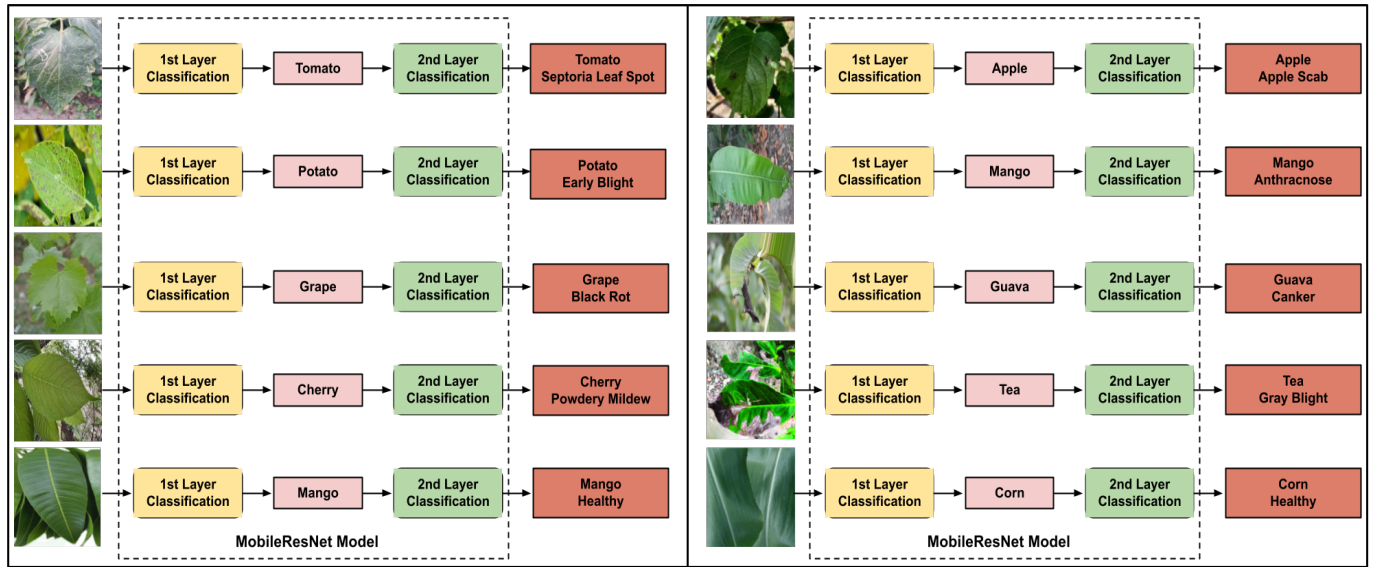 1st Layer
Classification
Tomato
2nd Layer
Classification
Tomato
Septoria Leaf Spot
1st Layer
Classification
Potato
2nd Layer
Classification
Potato
Early Blight
1st Layer
Classification
Grape
2nd Layer
Classification
Grape
Black Rot
1st Layer
Classification
Cherry
2nd Layer
Classification
Cherry
Powdery Mildew
1st Layer
Classification
Mango
2nd Layer
Classification
Mango
Healthy
MobileResNet Model
1st Layer
Classification
Apple
2nd Layer
Classification
Apple
Apple Scab
1st Layer
Classification
Mango
2nd Layer
Classification
Mango
Anthracnose
1st Layer
Classification
Guava
2nd Layer
Classification
Guava
Canker
1st Layer
Classification
Tea
2nd Layer
Classification
Tea
Gray Blight
1st Layer
Classification
Corn
2nd Layer
Classification
Corn
Healthy
MobileResNet Model